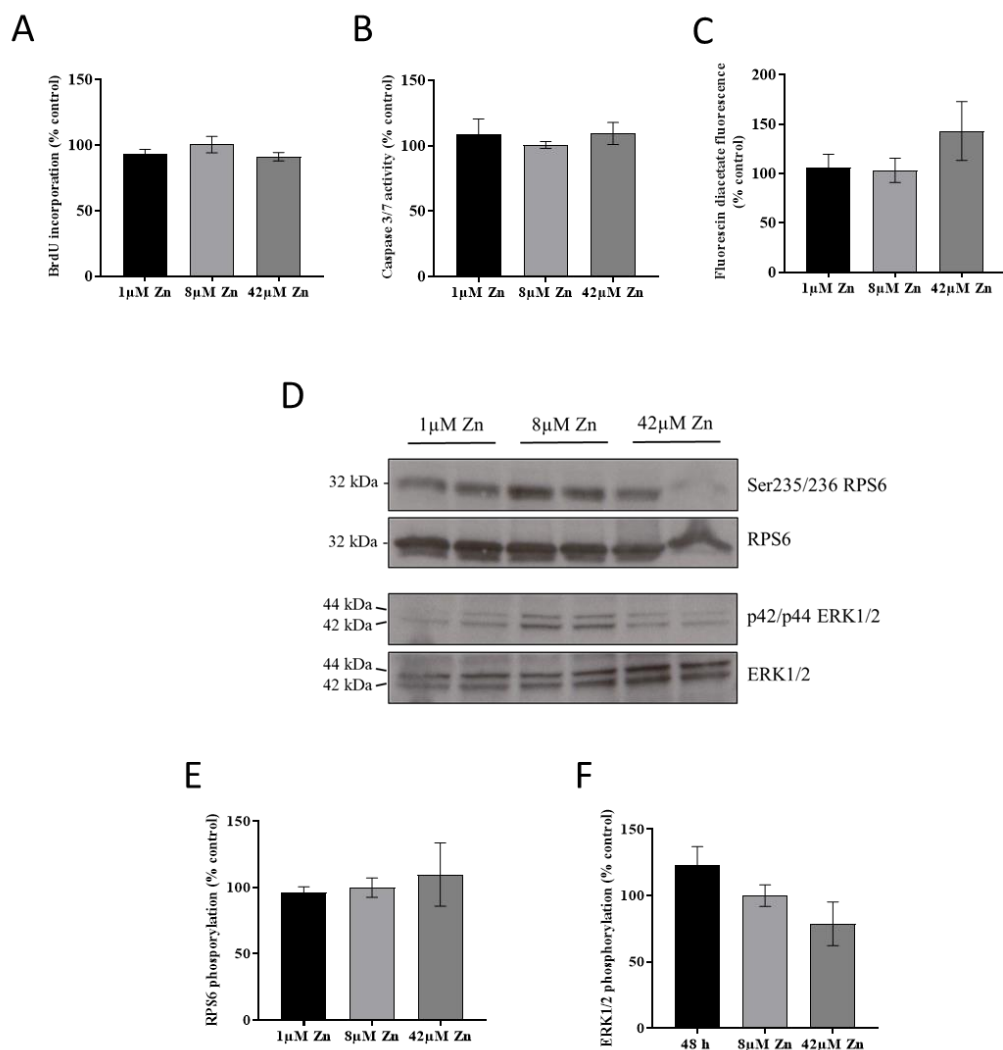 A
BrdU incorporation (% control)
150
100
50
0
1µM Zn 8µM Zn 42µM Zn
B
Caspase 3/7 activity (% control)
150
100
50
0
1µM Zn 8µM Zn 42µM Zn
C
Fluorescin diacetate fluorescence
(% control)
200
150
100
50
0
1µM Zn 8µM Zn 42µM Zn
D
1µM Zn 8µM Zn 42µM Zn
32 kDa Ser235/236 RPS6
32 kDa RPS6
44 kDa
42 kDa
p42/p44 ERK1/2
44 kDa
42 kDa
ERK1/2
E
RPS6 phosporylation (% control)
150
100
50
0
1µM Zn 8µM Zn 42µM Zn
F
ERK1/2 phosphorylation (% control)
150
100
50
0
48 h 8µM Zn 42µM Zn